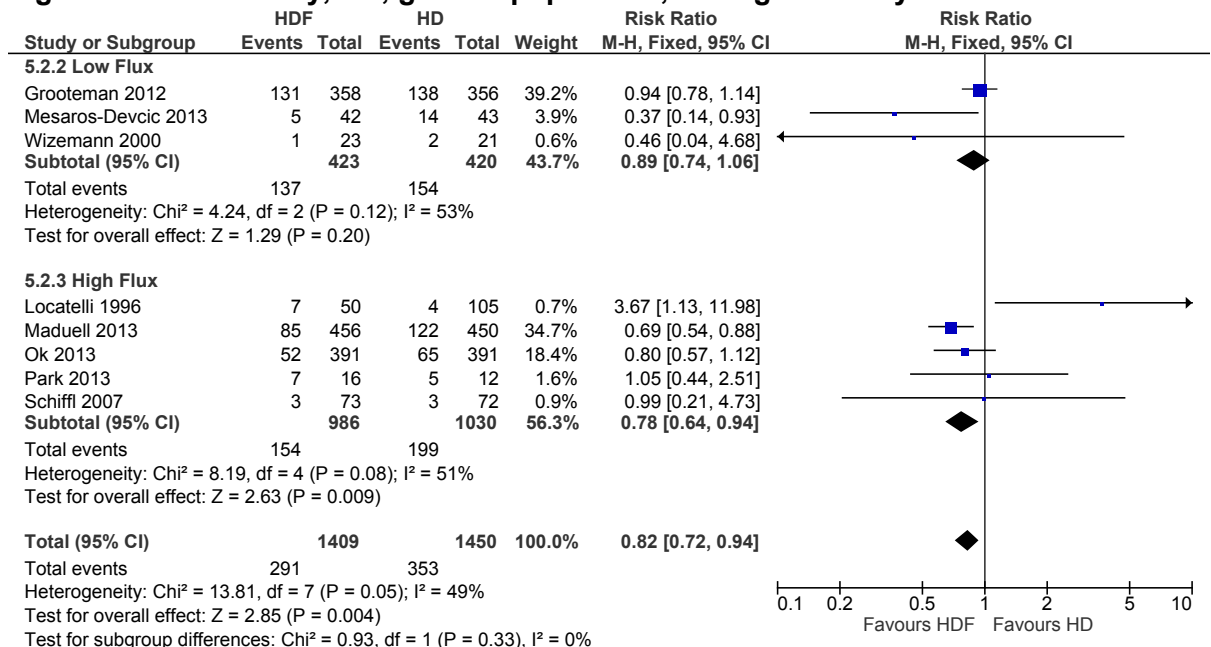 HDF HD Risk Ratio Risk Ratio
Study or Subgroup Events Total Events Total Weight M-H, Fixed, 95% CI M-H, Fixed, 95% CI
5.2.2 Low Flux
Grooteman 2012 131 358 138 356 39.2% 0.94 [0.78, 1.14]
Mesaros-Devcic 2013 5 42 14 43 3.9% 0.37 [0.14, 0.93]
Wizemann 2000 1 23 2 21 0.6% 0.46 [0.04, 4.68]
Subtotal (95% CI) 423 420 43.7% 0.89 [0.74, 1.06]
Total events 137 154
Heterogeneity: Chi² = 4.24, df = 2 (P = 0.12); I² = 53%
Test for overall effect: Z = 1.29 (P = 0.20)
5.2.3 High Flux
Locatelli 1996 7 50 4 105 0.7% 3.67 [1.13, 11.98]
Maduell 2013 85 456 122 450 34.7% 0.69 [0.54, 0.88]
Ok 2013 52 391 65 391 18.4% 0.80 [0.57, 1.12]
Park 2013 7 16 5 12 1.6% 1.05 [0.44, 2.51]
Schiffl 2007 3 73 3 72 0.9% 0.99 [0.21, 4.73]
Subtotal (95% CI) 986 1030 56.3% 0.78 [0.64, 0.94]
Total events 154 199
Heterogeneity: Chi² = 8.19, df = 4 (P = 0.08); I² = 51%
Test for overall effect: Z = 2.63 (P = 0.009)
Total (95% CI) 1409 1450 100.0% 0.82 [0.72, 0.94]
Total events 291 353
Heterogeneity: Chi² = 13.81, df = 7 (P = 0.05); I² = 49%
Test for overall effect: Z = 2.85 (P = 0.004)
Test for subgroup differences: Chi² = 0.93, df = 1 (P = 0.33), I² = 0%
0.1 0.2 0.5 1 2 5 10
Favours HDF Favours HD